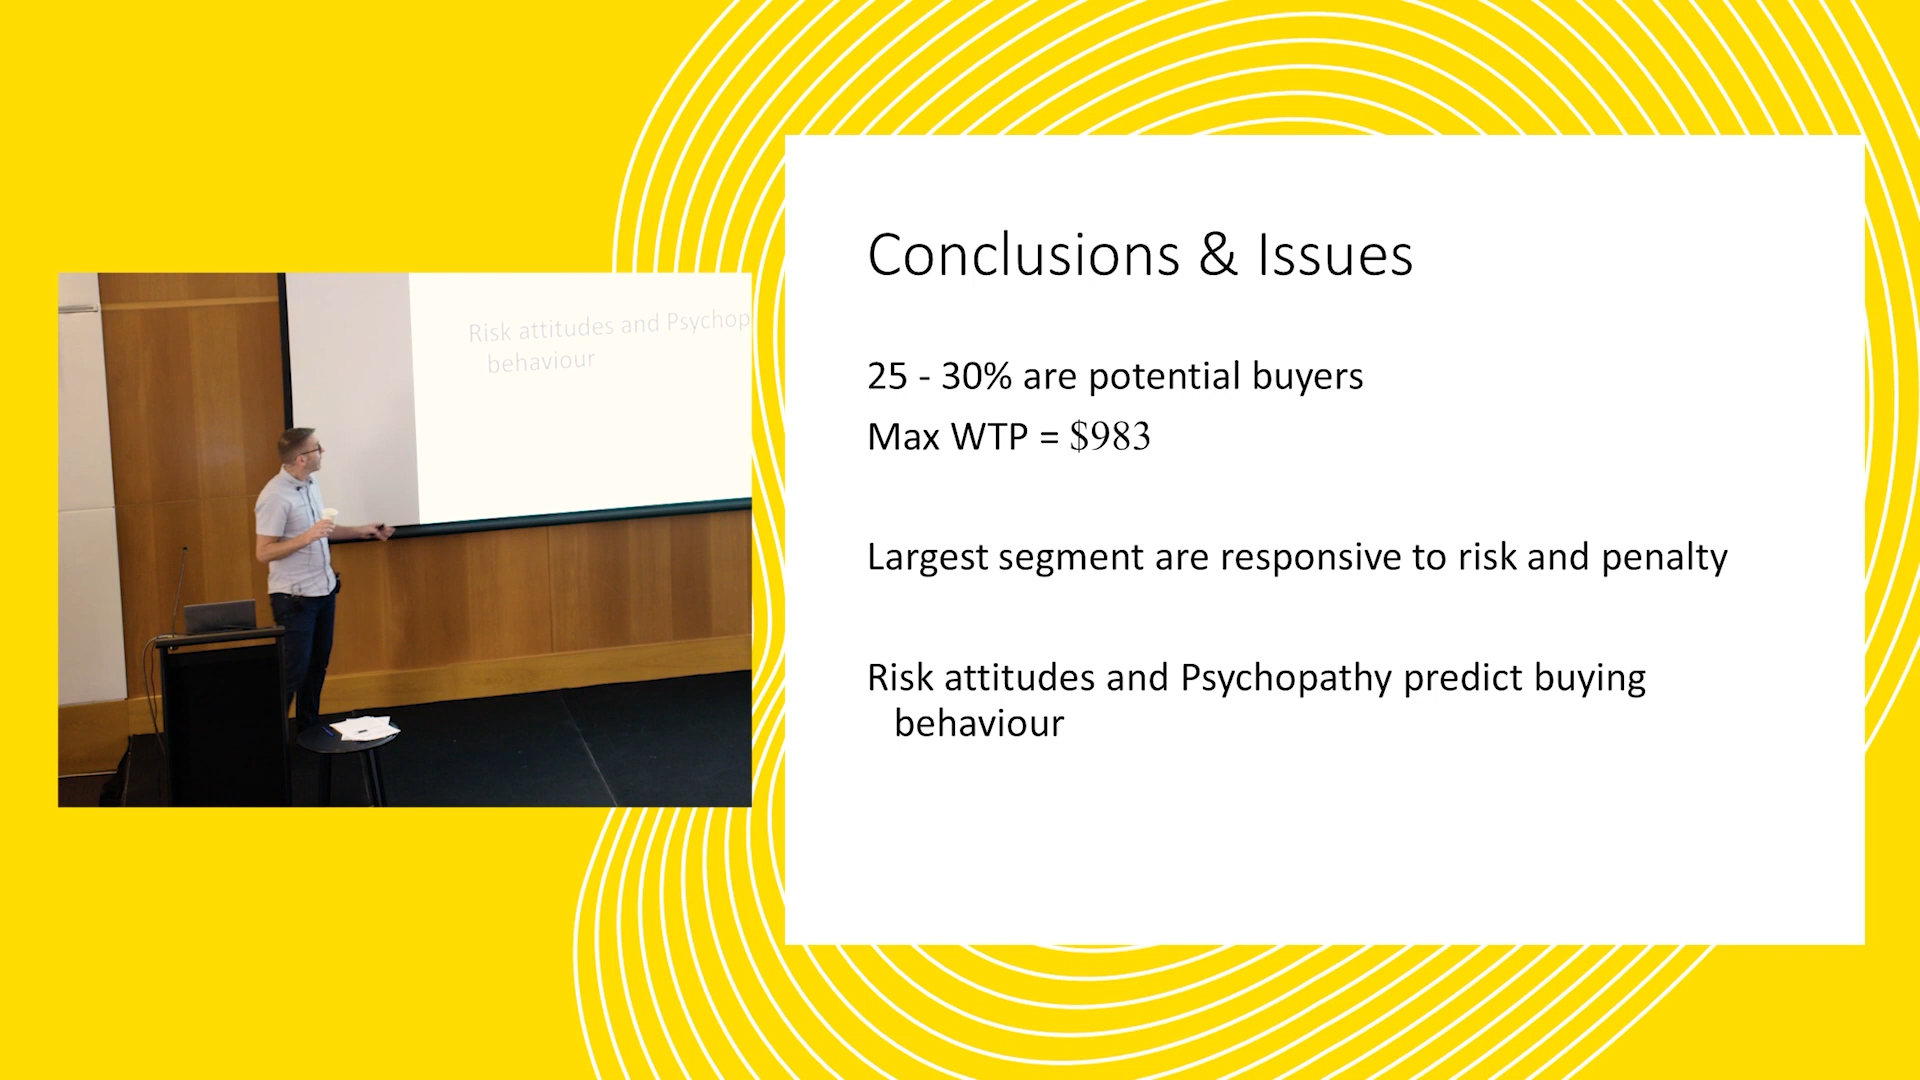 Conclusions & Issues
25 - 30% are potential buyers
Max WTP = $983
Largest segment are responsive to risk and penalty
Risk attitudes and Psychopathy predict buying
behaviour
Risk attitudes and Psychop
behaviour